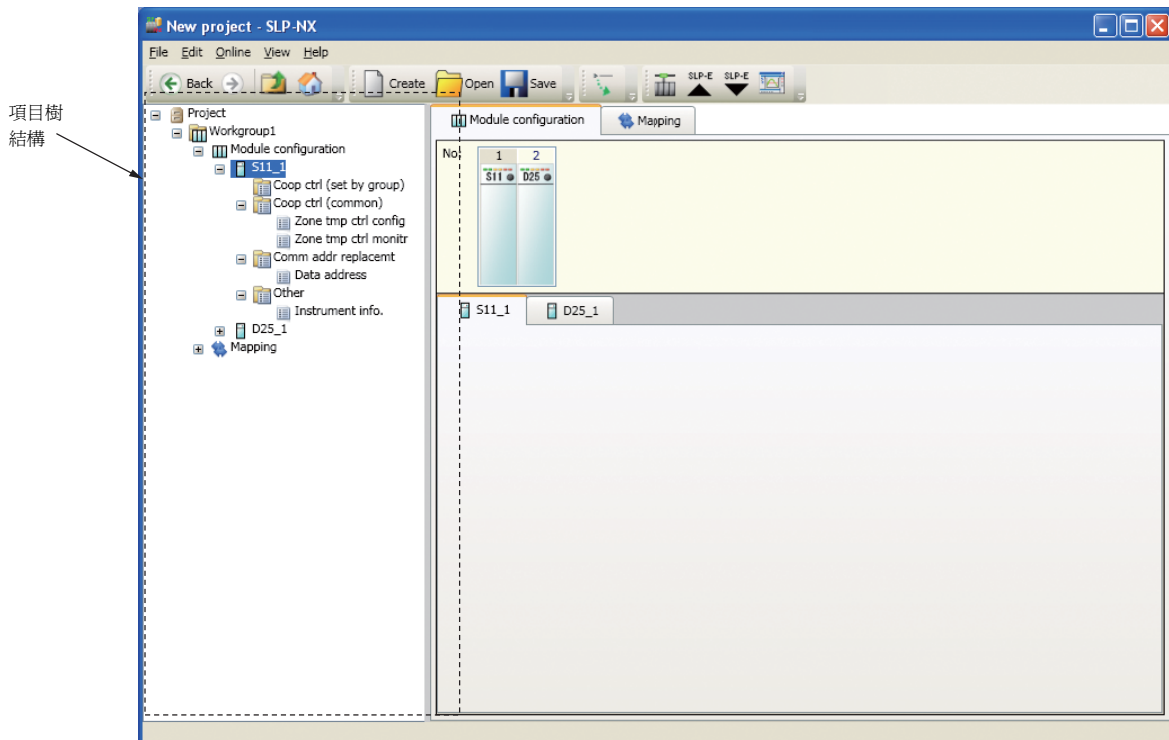 New project - SLP-NX
File Edit Online View Help
Back Create Open Save SLP-E SLP-E
項目樹
結構
Project
Workgroup1
Module configuration
S11_1
Coop ctrl (set by group)
Coop ctrl (common)
Zone tmp ctrl config
Zone tmp ctrl monitr
Comm addr replacemt
Data address
Other
Instrument info.
D25_1
Mapping
Module configuration Mapping
No. 1 2
S11 D25
S11_1 D25_1